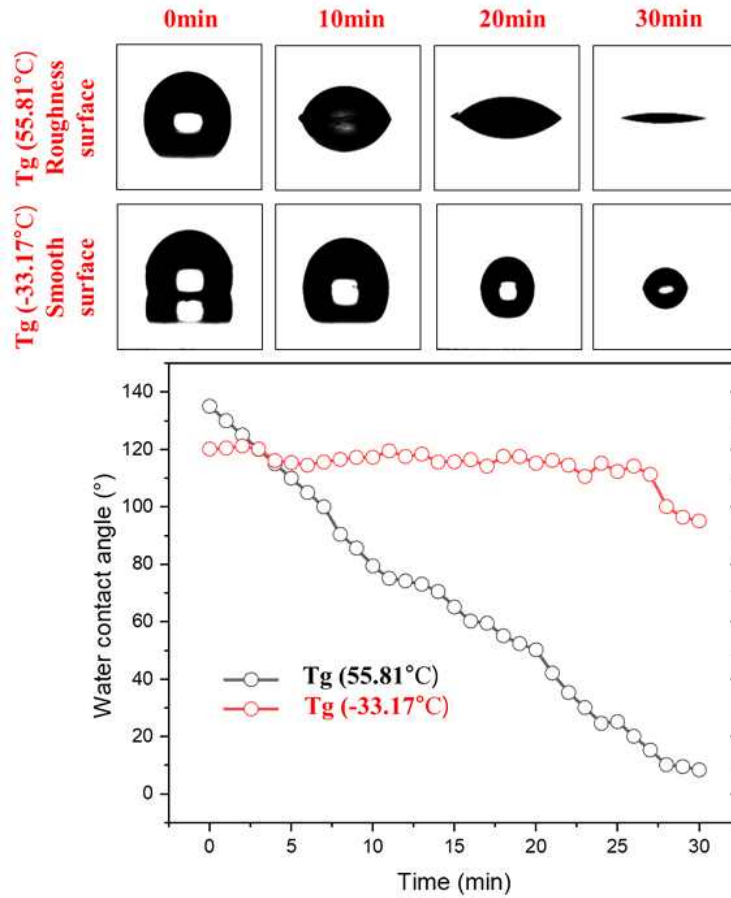 0min 10min 20min 30min
Tg (55.81°C)
Roughness
surface
Tg (-33.17°C)
Smooth
surface
140
120
100
80
60
40
20
0
Water contact angle (°)
Tg (55.81°C)
Tg (-33.17°C)
0 5 10 15 20 25 30
Time (min)